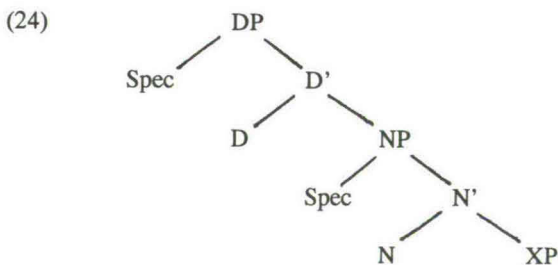 (24) DP
Spec D’
D NP
Spec N’
N XP